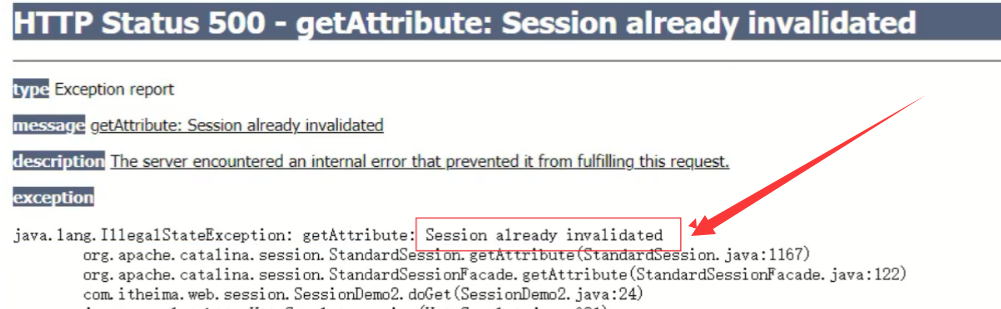 HTTP Status 500 - getAttribute: Session already invalidated
type Exception report
message getAttribute: Session already invalidated
description The server encountered an internal error that prevented it from fulfilling this request.
exception
java.lang.IllegalStateException: getAttribute: Session already invalidated
org.apache.catalina.session.StandardSession.getAttribute(StandardSession.java:1167)
org.apache.catalina.session.StandardSessionFacade.getAttribute(StandardSessionFacade.java:122)
com.itheima.web.session.SessionDemo2.doGet(SessionDemo2.java:24)